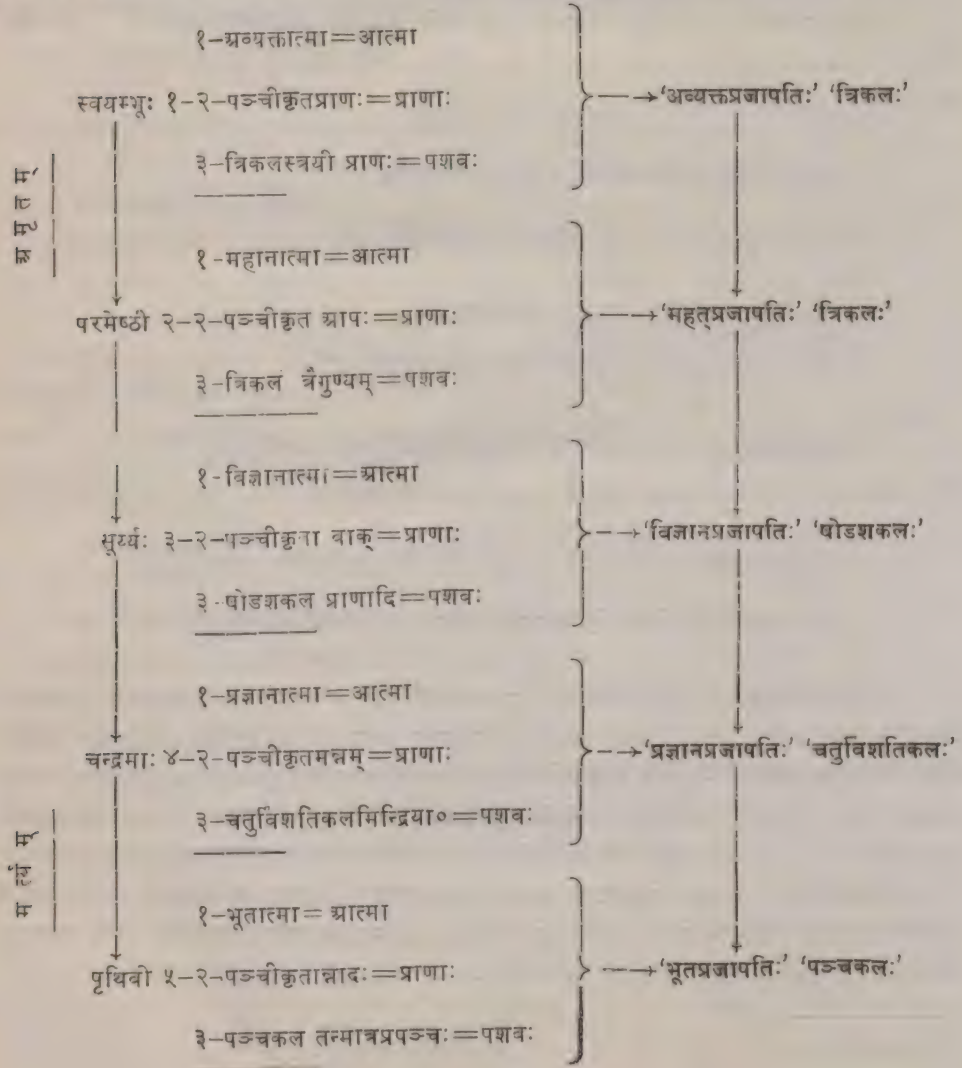 १-अव्यक्तात्मा=आत्मा
स्वयम्भूः १-२-पञ्चीकृतप्राणः=प्राणाः → 'अव्यक्तप्रजापतिः' 'त्रिकलः'
३-त्रिकलस्त्रयी प्राणः=पशवः
अमृतम्
१-महानात्मा=आत्मा
परमेष्ठी २-२-पञ्चीकृत आपः=प्राणाः → 'महत्प्रजापतिः' 'त्रिकलः'
३-त्रिकलं त्रैगुण्यम्=पशवः
१-विज्ञानात्मा=आत्मा
सूर्य्यः ३-२-पञ्चीकृता वाक्=प्राणाः → 'विज्ञानप्रजापतिः' 'षोडशकलः'
३-षोडशकल प्राणादि=पशवः
१-प्रज्ञानात्मा=आत्मा
चन्द्रमाः ४-२-पञ्चीकृतमन्नम्=प्राणाः → 'प्रज्ञानप्रजापतिः' 'चतुर्विशतिकलः'
३-चतुर्विशतिकलमिन्द्रिया०=पशवः
मर्त्यम्
१-भूतात्मा=आत्मा
पृथिवी ५-२-पञ्चीकृतान्नादः=प्राणाः → 'भूतप्रजापतिः' 'पञ्चकलः'
३-पञ्चकल तन्मात्रप्रपञ्चः=पशवः